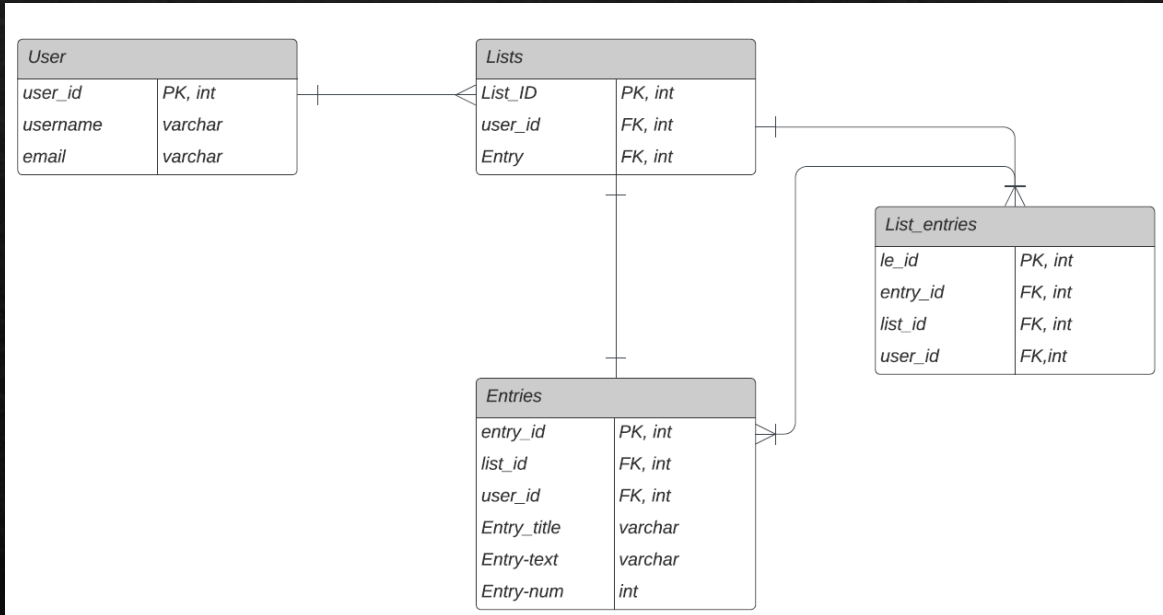 User
user_id PK, int
username varchar
email varchar
Lists
List_ID PK, int
user_id FK, int
Entry FK, int
List_entries
le_id PK, int
entry_id FK, int
list_id FK, int
user_id FK,int
Entries
entry_id PK, int
list_id FK, int
user_id FK, int
Entry_title varchar
Entry-text varchar
Entry-num int